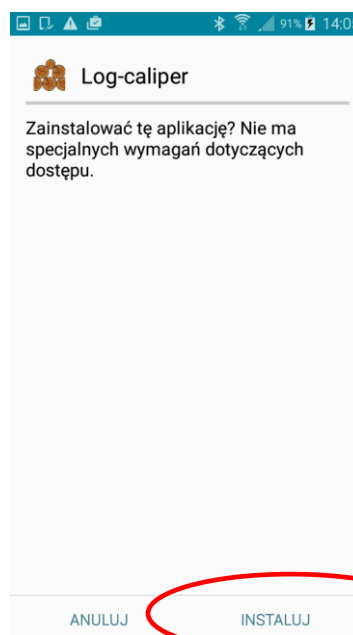 91% 14:0
Log-caliper
Zainstalować tę aplikację? Nie ma
specjalnych wymagań dotyczących
dostępu.
ANULUJ INSTALUJ